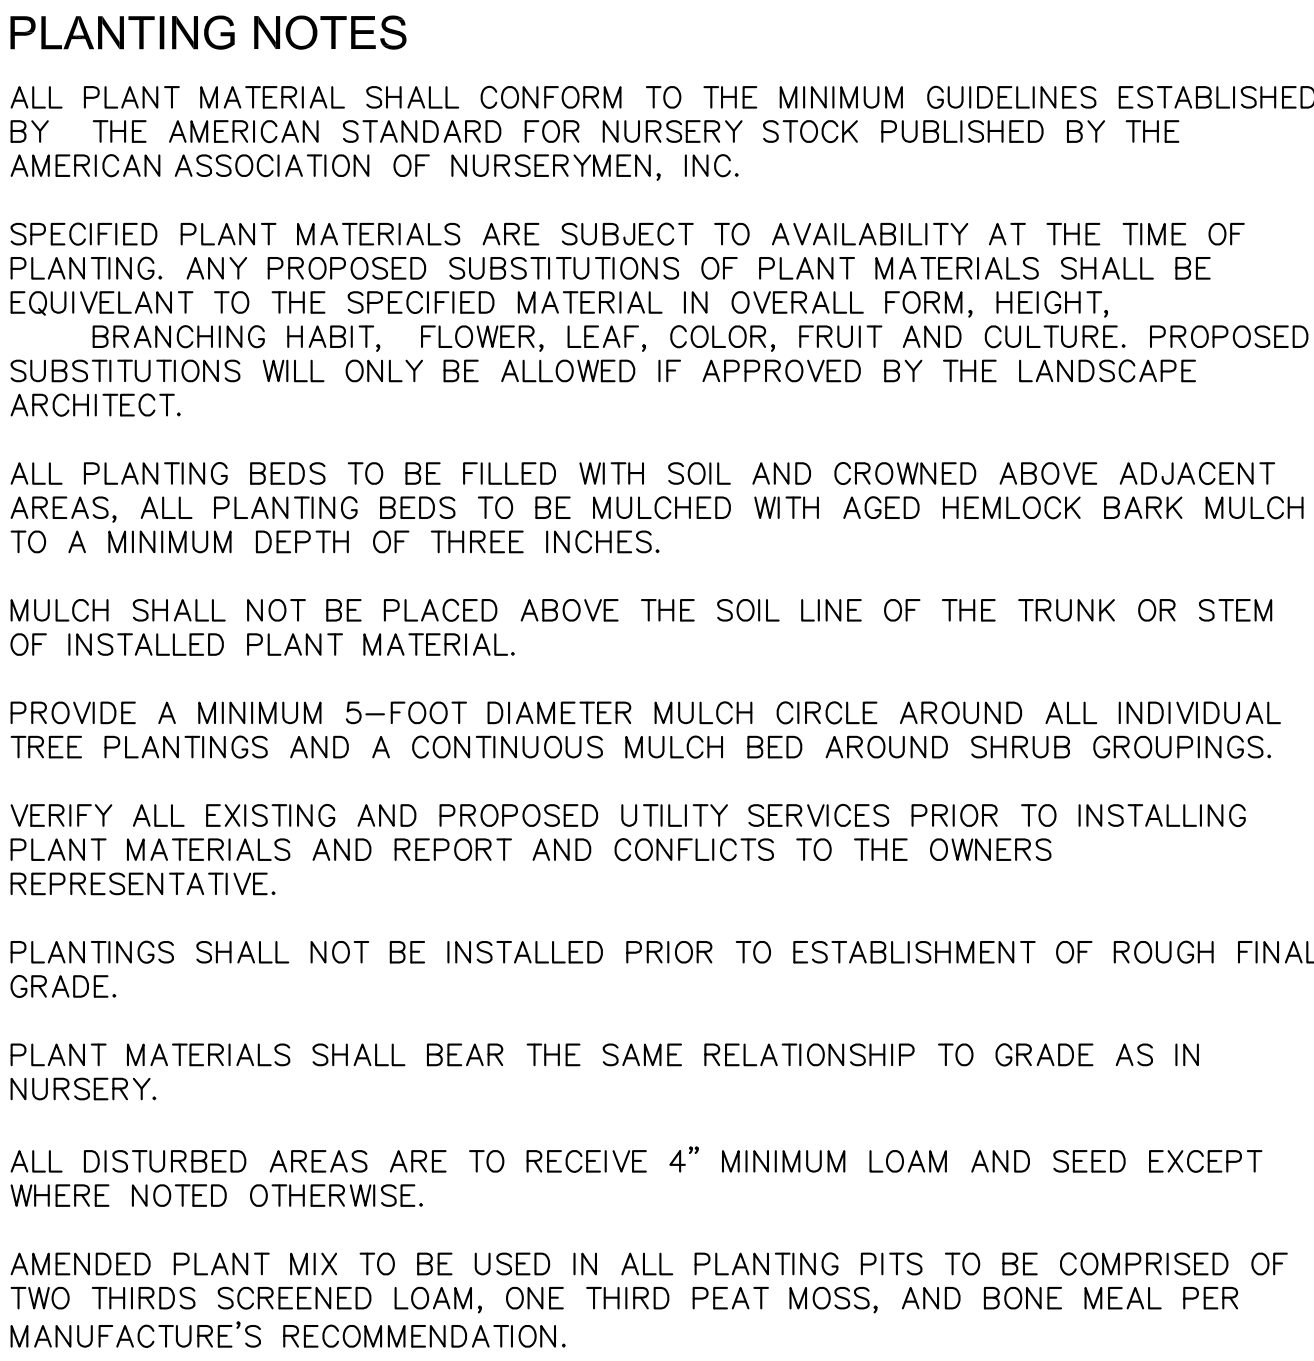 PLANTING NOTES
ALL PLANT MATERIAL SHALL CONFORM TO THE MINIMUM GUIDELINES ESTABLISHED
BY THE AMERICAN STANDARD FOR NURSERY STOCK PUBLISHED BY THE
AMERICAN ASSOCIATION OF NURSERYMEN, INC.
SPECIFIED PLANT MATERIALS ARE SUBJECT TO AVAILABILITY AT THE TIME OF
PLANTING. ANY PROPOSED SUBSTITUTIONS OF PLANT MATERIALS SHALL BE
EQUIVELANT TO THE SPECIFIED MATERIAL IN OVERALL FORM, HEIGHT,
BRANCHING HABIT, FLOWER, LEAF, COLOR, FRUIT AND CULTURE. PROPOSED
SUBSTITUTIONS WILL ONLY BE ALLOWED IF APPROVED BY THE LANDSCAPE
ARCHITECT.
ALL PLANTING BEDS TO BE FILLED WITH SOIL AND CROWNED ABOVE ADJACENT
AREAS, ALL PLANTING BEDS TO BE MULCHED WITH AGED HEMLOCK BARK MULCH
TO A MINIMUM DEPTH OF THREE INCHES.
MULCH SHALL NOT BE PLACED ABOVE THE SOIL LINE OF THE TRUNK OR STEM
OF INSTALLED PLANT MATERIAL.
PROVIDE A MINIMUM 5–FOOT DIAMETER MULCH CIRCLE AROUND ALL INDIVIDUAL
TREE PLANTINGS AND A CONTINUOUS MULCH BED AROUND SHRUB GROUPINGS.
VERIFY ALL EXISTING AND PROPOSED UTILITY SERVICES PRIOR TO INSTALLING
PLANT MATERIALS AND REPORT AND CONFLICTS TO THE OWNERS
REPRESENTATIVE.
PLANTINGS SHALL NOT BE INSTALLED PRIOR TO ESTABLISHMENT OF ROUGH FINAL
GRADE.
PLANT MATERIALS SHALL BEAR THE SAME RELATIONSHIP TO GRADE AS IN
NURSERY.
ALL DISTURBED AREAS ARE TO RECEIVE 4” MINIMUM LOAM AND SEED EXCEPT
WHERE NOTED OTHERWISE.
AMENDED PLANT MIX TO BE USED IN ALL PLANTING PITS TO BE COMPRISED OF
TWO THIRDS SCREENED LOAM, ONE THIRD PEAT MOSS, AND BONE MEAL PER
MANUFACTURE’S RECOMMENDATION.